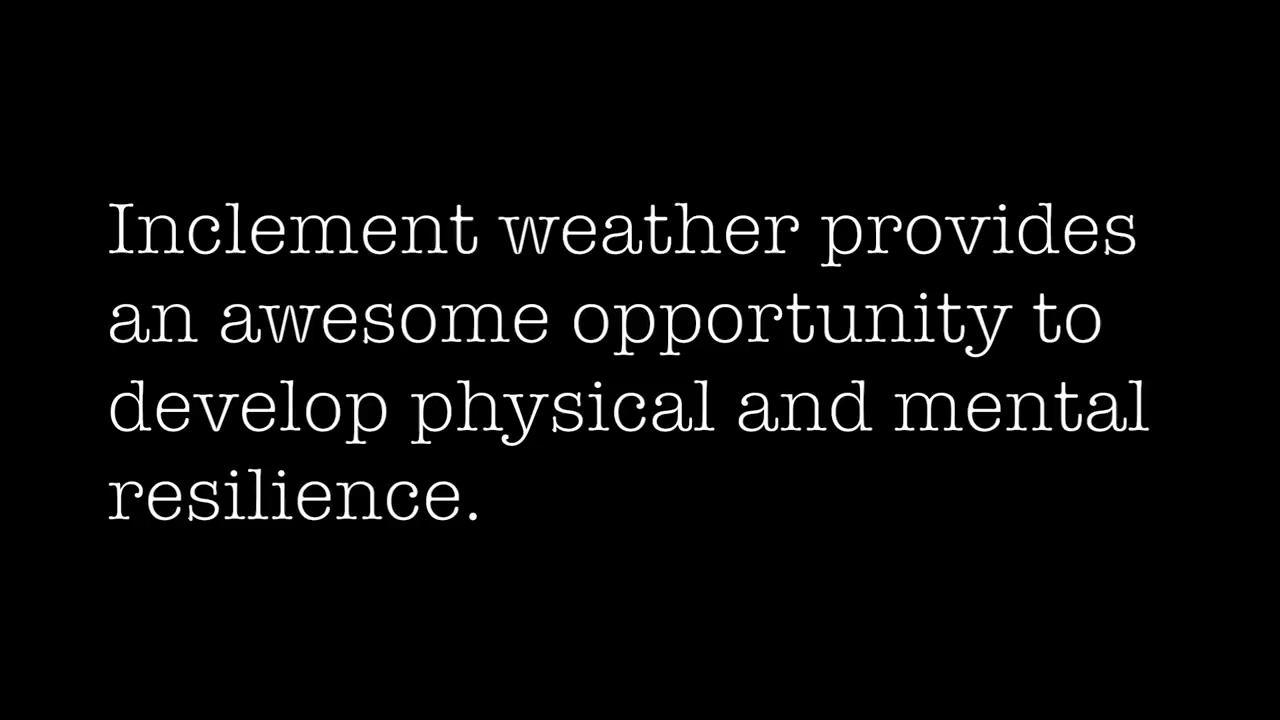 Inclement weather provides
an awesome opportunity to
develop physical and mental
resilience.